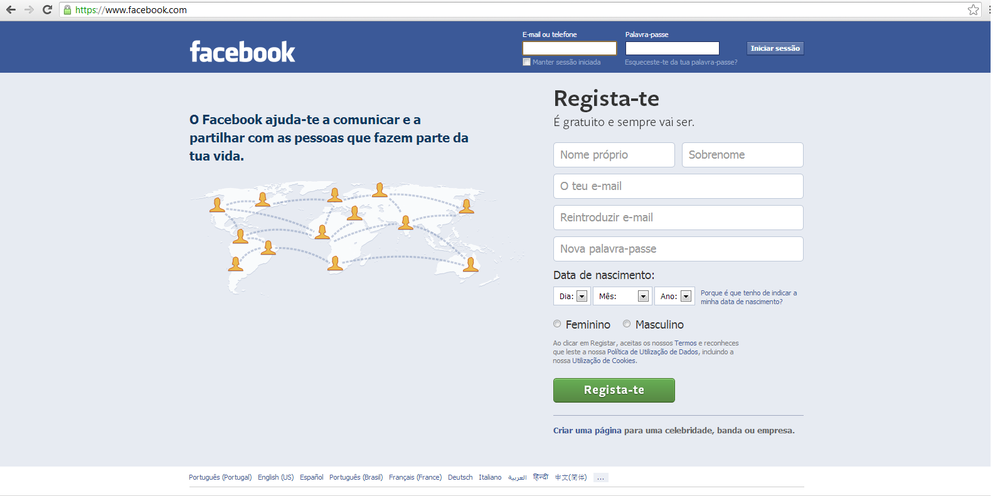 https://www.facebook.com
facebook
E-mail ou telefone
Palavra-passe
Iniciar sessão
Manter sessão iniciada
Esqueceste-te da tua palavra-passe?
O Facebook ajuda-te a comunicar e a
partilhar com as pessoas que fazem parte da
tua vida.
Regista-te
É gratuito e sempre vai ser.
Nome próprio
Sobrenome
O teu e-mail
Reintroduzir e-mail
Nova palavra-passe
Data de nascimento:
Dia:
Mês:
Ano:
Porque é que tenho de indicar a
minha data de nascimento?
Feminino
Masculino
Ao clicar em Registar, aceitas os nossos Termos e reconheces
que leste a nossa Política de Utilização de Dados, incluindo a
nossa Utilização de Cookies.
Regista-te
Criar uma página para uma celebridade, banda ou empresa.
Português (Portugal) English (US) Español Português (Brasil) Français (France) Deutsch Italiano العربية हिन्दी 中文(简体) ...